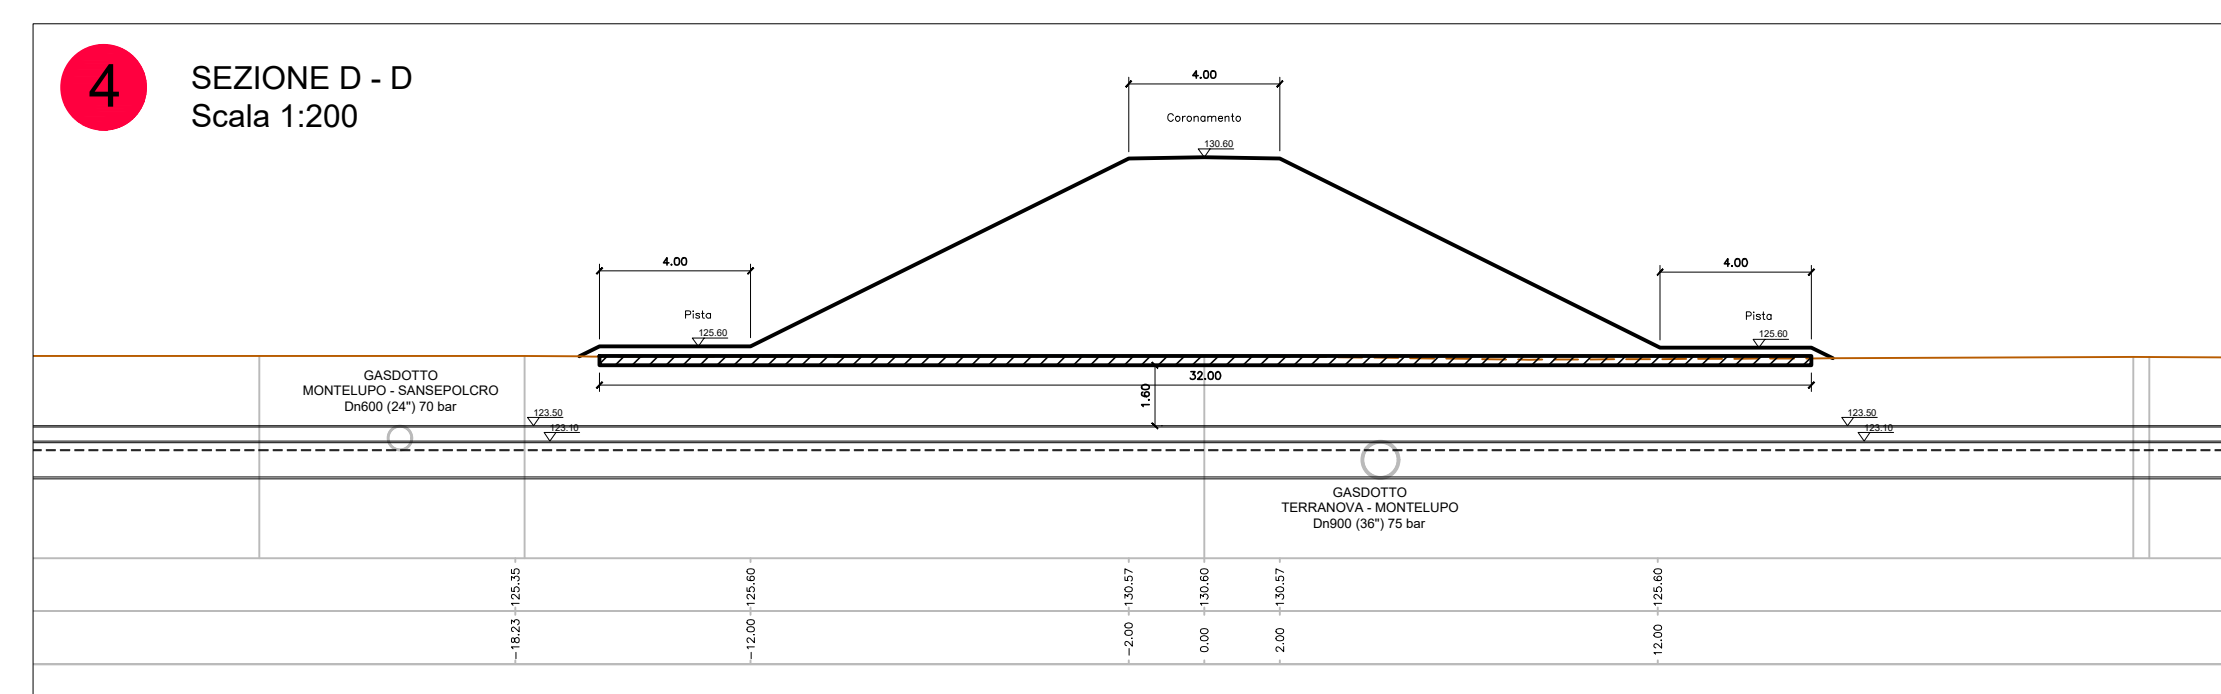 4
SEZIONE D - D
Scala 1:200
4.00
Coronamento
130.60
4.00
Pista
125.60
4.00
Pista
125.60
32.00
1.60
GASDOTTO
MONTELUPO - SANSEPOLCRO
Dn600 (24") 70 bar
123.50
123.10
123.50
123.10
GASDOTTO
TERRANOVA - MONTELUPO
Dn900 (36") 75 bar
125.35
125.60
130.57
130.60
130.57
125.60
-18.23
-12.00
-2.00
0.00
2.00
12.00